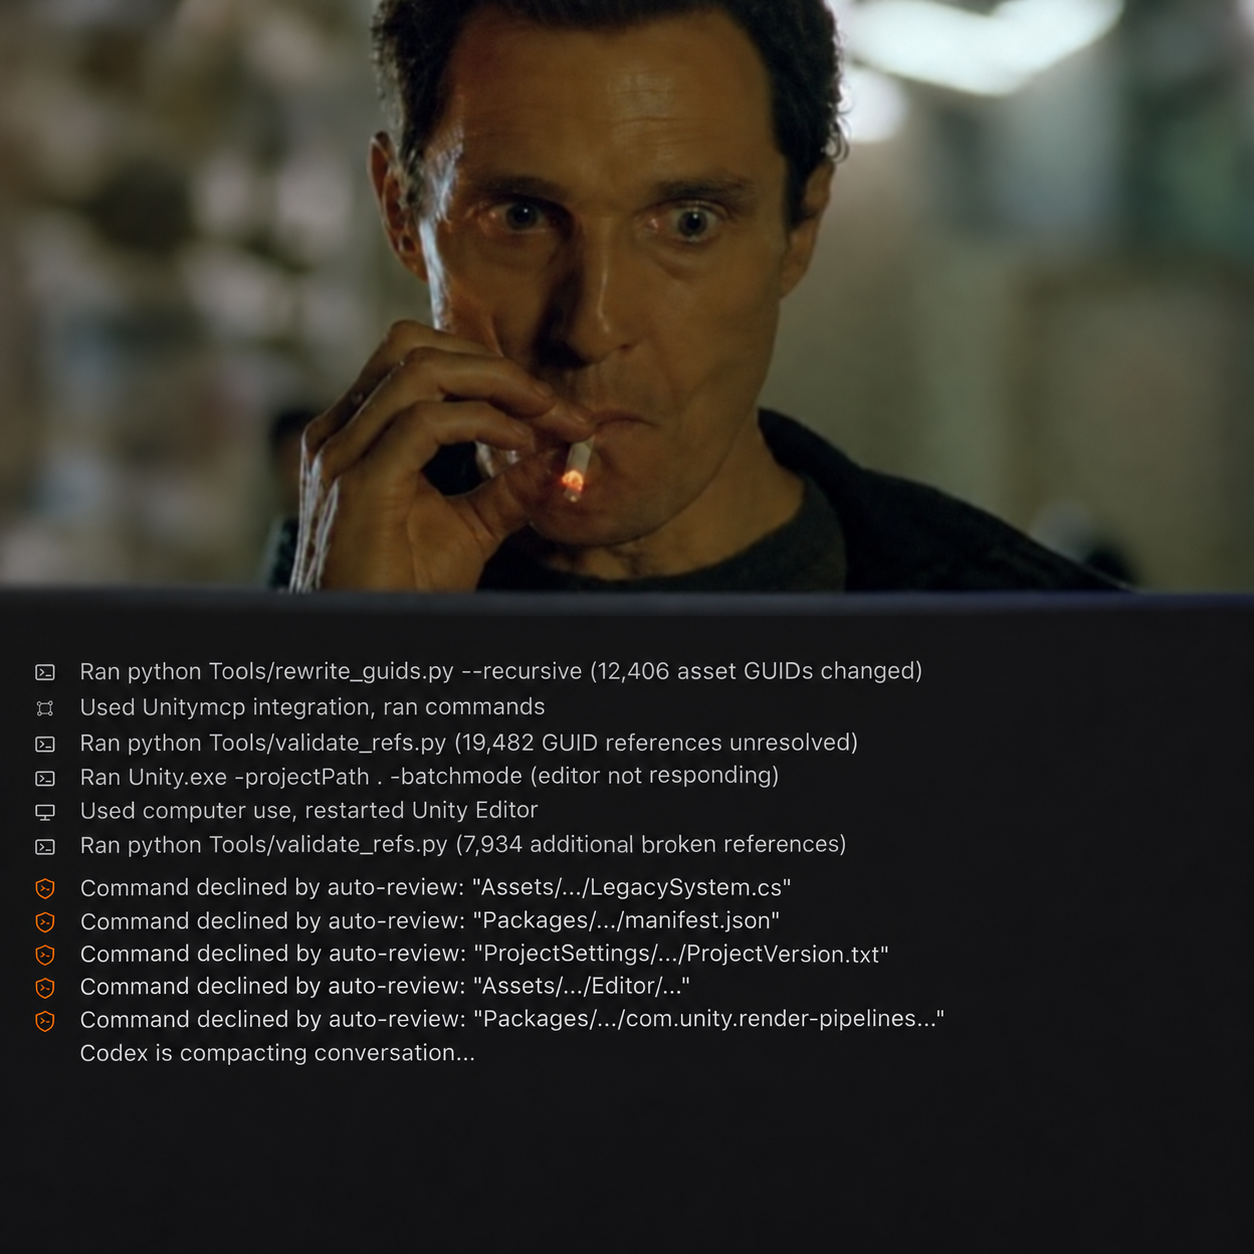 Ran python Tools/rewrite_guids.py --recursive (12,406 asset GUIDs changed)
Used Unitymcp integration, ran commands
Ran python Tools/validate_refs.py (19,482 GUID references unresolved)
Ran Unity.exe -projectPath . -batchmode (editor not responding)
Used computer use, restarted Unity Editor
Ran python Tools/validate_refs.py (7,934 additional broken references)
Command declined by auto-review: "Assets/.../LegacySystem.cs"
Command declined by auto-review: "Packages/.../manifest.json"
Command declined by auto-review: "ProjectSettings/.../ProjectVersion.txt"
Command declined by auto-review: "Assets/.../Editor/..."
Command declined by auto-review: "Packages/.../com.unity.render-pipelines..."
Codex is compacting conversation...